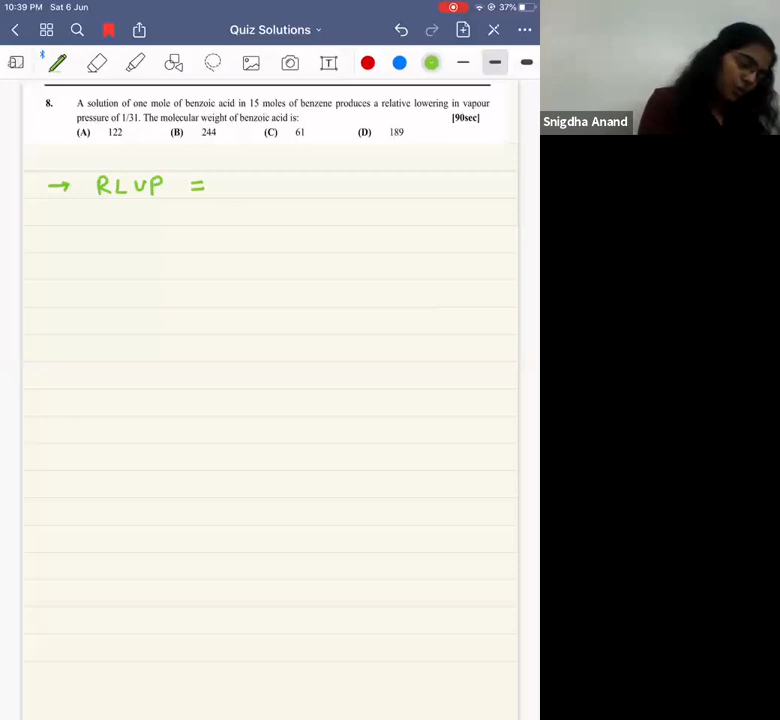 10:39 PM Sat 6 Jun
37%
Quiz Solutions
T
8. A solution of one mole of benzoic acid in 15 moles of benzene produces a relative lowering in vapour
pressure of 1/31. The molecular weight of benzoic acid is: [90sec]
(A) 122 (B) 244 (C) 61 (D) 189
→ RLVP =
Snigdha Anand